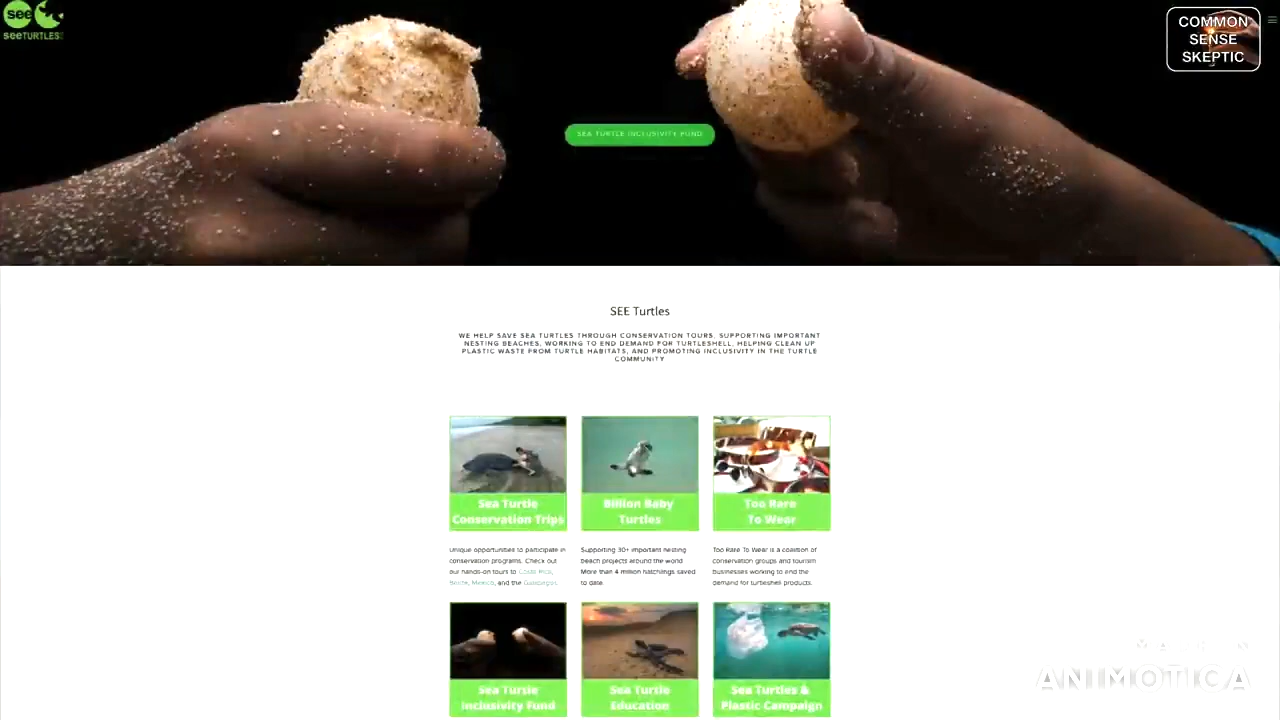 see
seeTURTLES
COMMON
SENSE
SKEPTIC
SEA TURTLE INCLUSIVITY FUND
SEE Turtles
WE HELP SAVE SEA TURTLES THROUGH CONSERVATION TOURS, SUPPORTING IMPORTANT
NESTING BEACHES, WORKING TO END DEMAND FOR TURTLESHELL, HELPING CLEAN UP
PLASTIC WASTE FROM TURTLE HABITATS, AND PROMOTING INCLUSIVITY IN THE TURTLE
COMMUNITY
Sea Turtle
Conservation Trips
Billion Baby
Turtles
Too Rare
To Wear
Unique opportunities to participate in
conservation programs. Check out
our hands-on tours to Costa Rica,
Belize, Mexico, and the Galapagos.
Supporting 30+ important nesting
beach projects around the world
More than 4 million hatchlings saved
to date.
Too Rare To Wear is a coalition of
conservation groups and tourism
businesses working to end the
demand for turtleshell products.
Sea Turtle
Inclusivity Fund
Sea Turtle
Education
Sea Turtles &
Plastic Campaign
ANIMOTICA